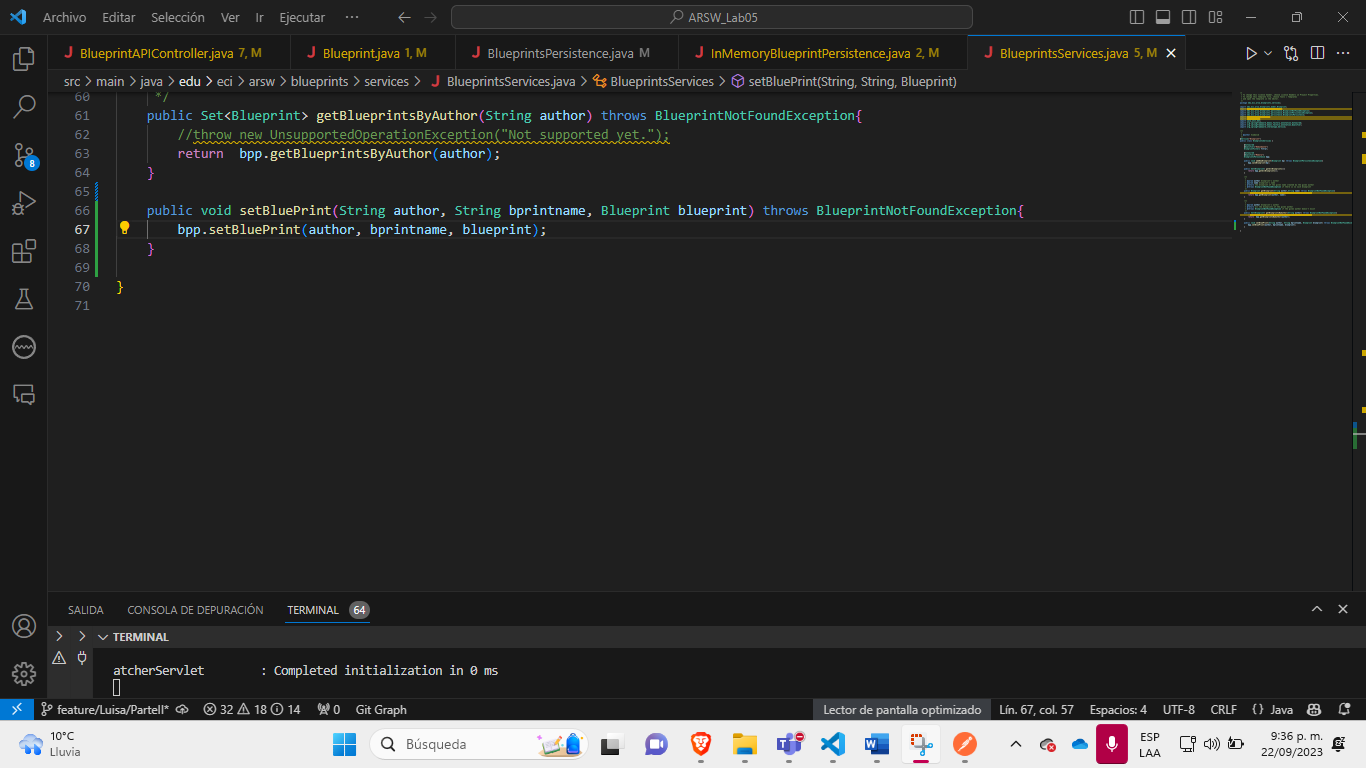 Archivo Editar Selección Ver Ir Ejecutar ··· ARSW_Lab05
BlueprintAPIController.java 7, M Blueprint.java 1, M BlueprintsPersistence.java M InMemoryBlueprintPersistence.java 2, M BlueprintsServices.java 5, M
src > main > java > edu > eci > arsw > blueprints > services > BlueprintsServices.java > BlueprintsServices > setBluePrint(String, String, Blueprint)
60 */
61 public Set<Blueprint> getBlueprintsByAuthor(String author) throws BlueprintNotFoundException{
62 //throw new UnsupportedOperationException("Not supported yet.");
63 return bpp.getBlueprintsByAuthor(author);
64 }
65
66 public void setBluePrint(String author, String bprintname, Blueprint blueprint) throws BlueprintNotFoundException{
67 bpp.setBluePrint(author, bprintname, blueprint);
68 }
69
70 }
71
SALIDA CONSOLA DE DEPURACIÓN TERMINAL 64
TERMINAL
atcherServlet : Completed initialization in 0 ms
8
feature/Luisa/ParteII* 32 18 14 0 Git Graph Lector de pantalla optimizado Lín. 67, col. 57 Espacios: 4 UTF-8 CRLF {} Java
10°C
Lluvia
Búsqueda
ESP
LAA
9:36 p. m.
22/09/2023